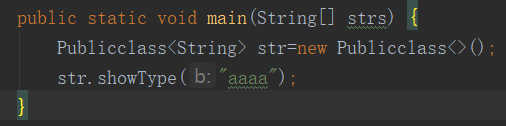 public static void main(String[] strs) {
Publicclass<String> str=new Publicclass<>();
str.showType( b: "aaaa");
}